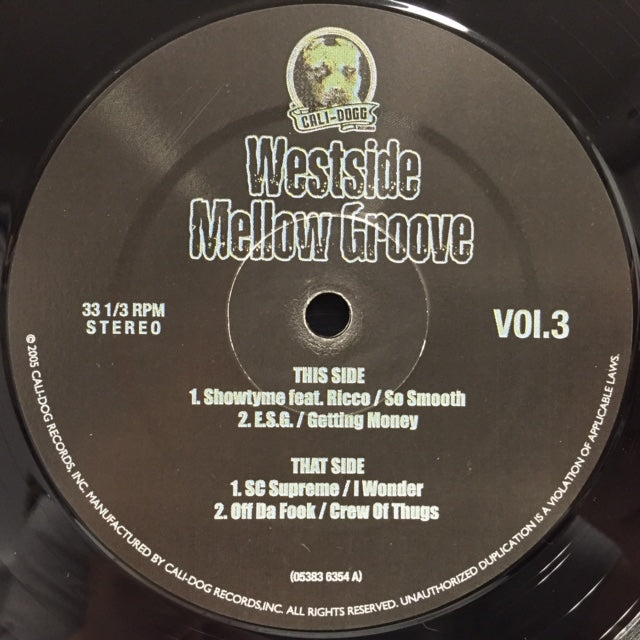 CALI-DOGG
Westside
Mellow Groove
33 1/3 RPM
STEREO
VOl.3
THIS SIDE
1. Showtyme feat. Ricco / So Smooth
2. E.S.G. / Getting Money
THAT SIDE
1. SC Supreme / I Wonder
2. Off Da Fook / Crew Of Thugs
(05383 6354 A)
© 2005 CALI-DOG RECORDS, INC. MANUFACTURED BY CALI-DOG RECORDS,INC. ALL RIGHTS RESERVED. UNAUTHORIZED DUPLICATION IS A VIOLATION OF APPLICABLE LAWS.